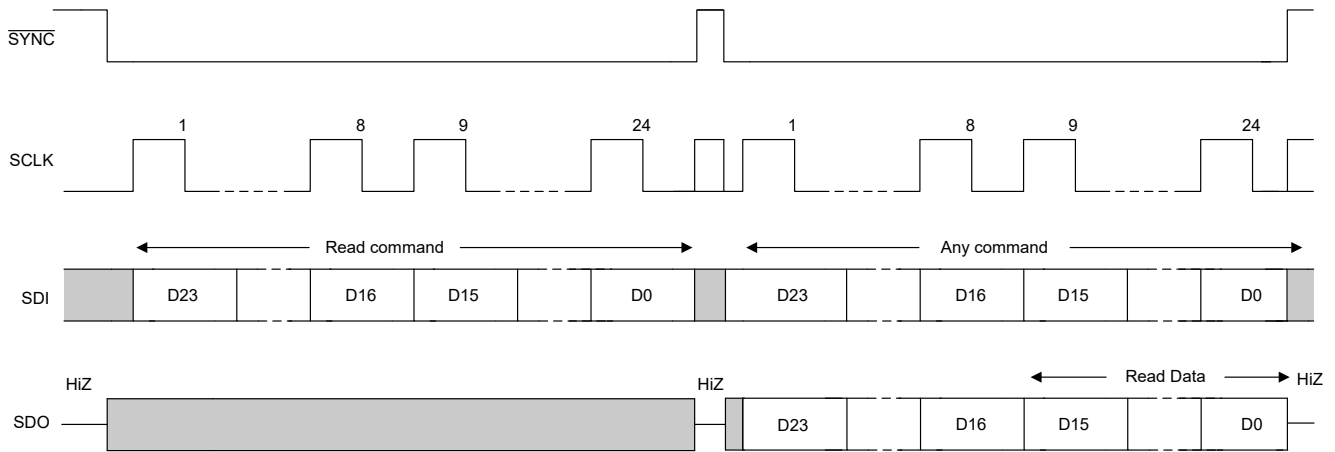 SYNC
1 8 9 24 1 8 9 24
SCLK
Read command Any command
SDI D23 D16 D15 D0 D23 D16 D15 D0
HiZ HiZ Read Data HiZ
SDO D23 D16 D15 D0